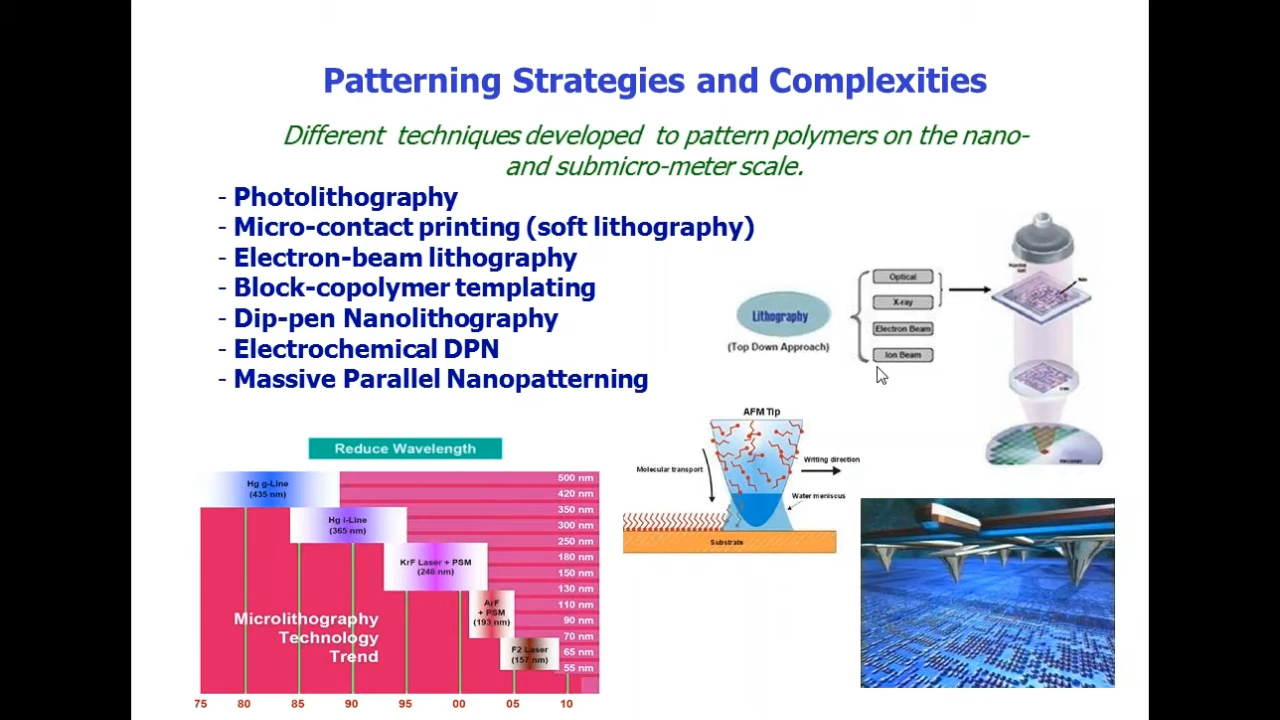 Patterning Strategies and Complexities
Different techniques developed to pattern polymers on the nano-
and submicro-meter scale.
- Photolithography
- Micro-contact printing (soft lithography)
- Electron-beam lithography
- Block-copolymer templating
- Dip-pen Nanolithography
- Electrochemical DPN
- Massive Parallel Nanopatterning
Lithography
(Top Down Approach)
Optical
X-ray
Electron Beam
Ion Beam
AFM Tip
Molecular transport
Writing direction
Water meniscus
Substrate
Reduce Wavelength
Hg g-Line
(435 nm)
Hg i-Line
(365 nm)
KrF Laser + PSM
(248 nm)
ArF
+ PSM
(193 nm)
F2 Laser
(157 nm)
500 nm
420 nm
350 nm
300 nm
250 nm
180 nm
150 nm
130 nm
110 nm
90 nm
70 nm
65 nm
55 nm
Microlithography
Technology
Trend
75 80 85 90 95 00 05 10